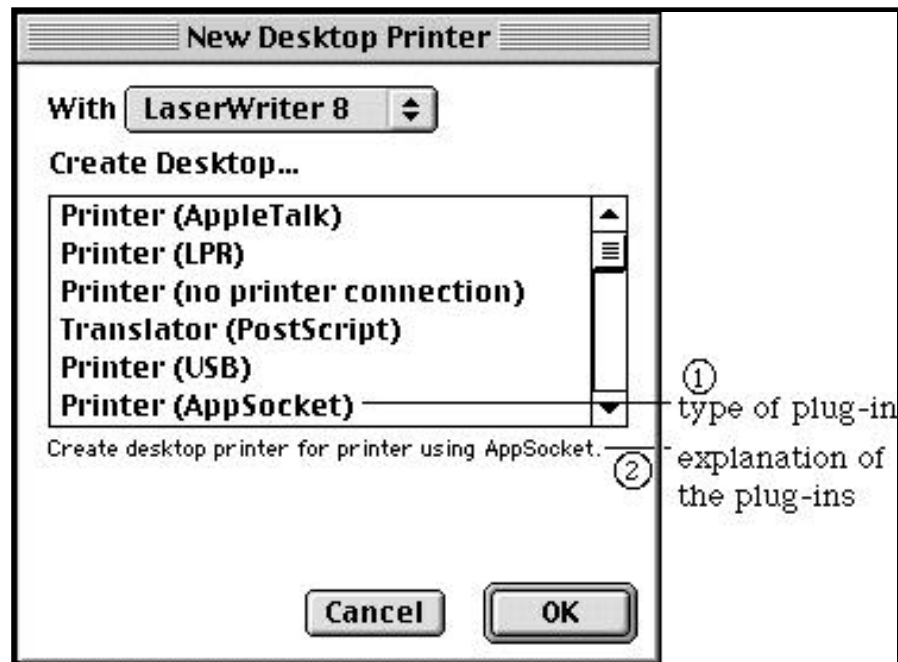 New Desktop Printer
With LaserWriter 8
Create Desktop...
Printer (AppleTalk)
Printer (LPR)
Printer (no printer connection)
Translator (PostScript)
Printer (USB)
Printer (AppSocket)
① type of plug-in
Create desktop printer for printer using AppSocket.
② explanation of
the plug-ins
Cancel OK